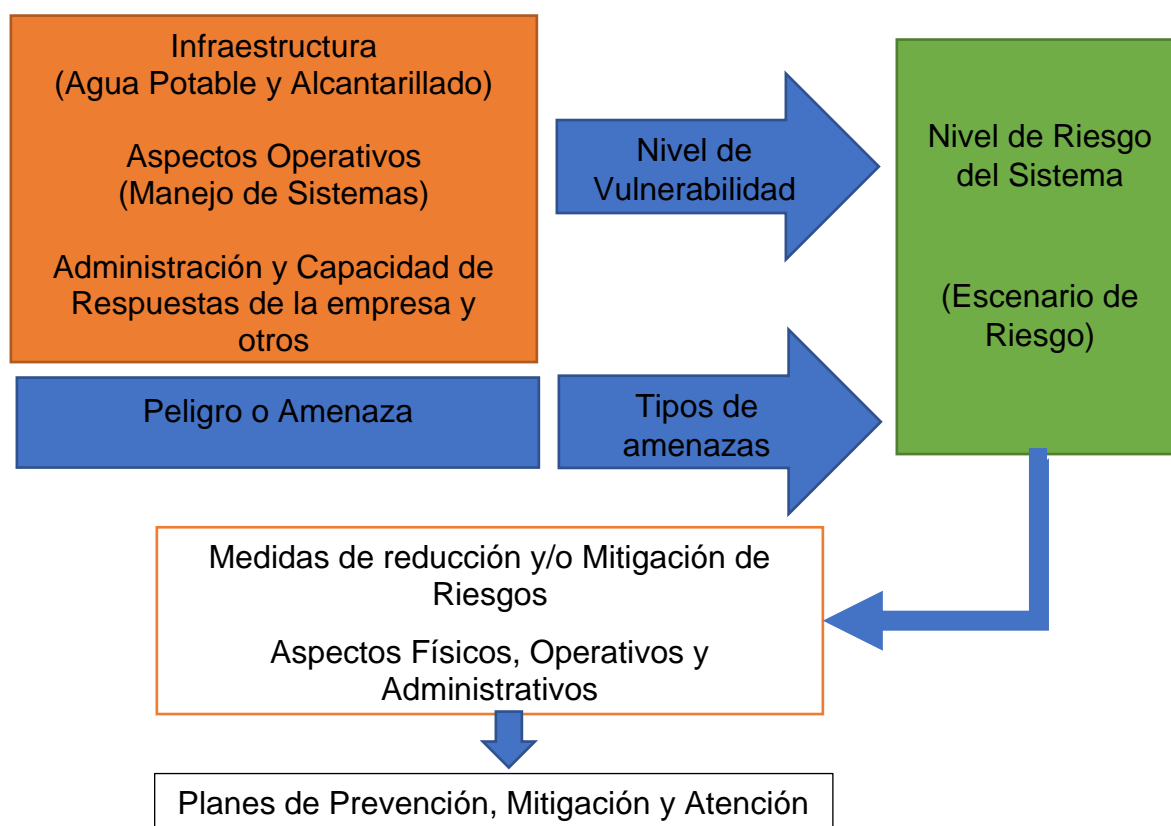 Infraestructura
(Agua Potable y Alcantarillado)
Aspectos Operativos
(Manejo de Sistemas)
Administración y Capacidad de
Respuestas de la empresa y
otros
Nivel de
Vulnerabilidad
Nivel de Riesgo
del Sistema
(Escenario de
Riesgo)
Peligro o Amenaza
Tipos de
amenazas
Medidas de reducción y/o Mitigación de
Riesgos
Aspectos Físicos, Operativos y
Administrativos
Planes de Prevención, Mitigación y Atención